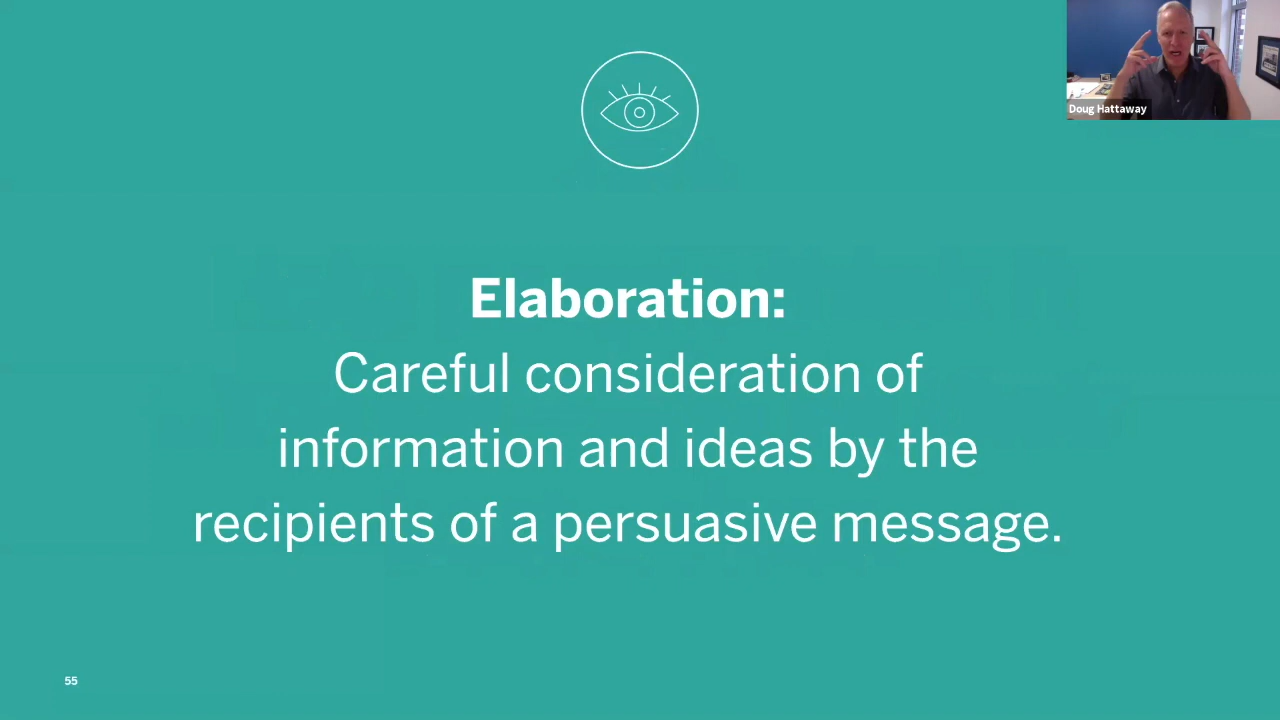 Doug Hattaway
Elaboration:
Careful consideration of
information and ideas by the
recipients of a persuasive message.
55